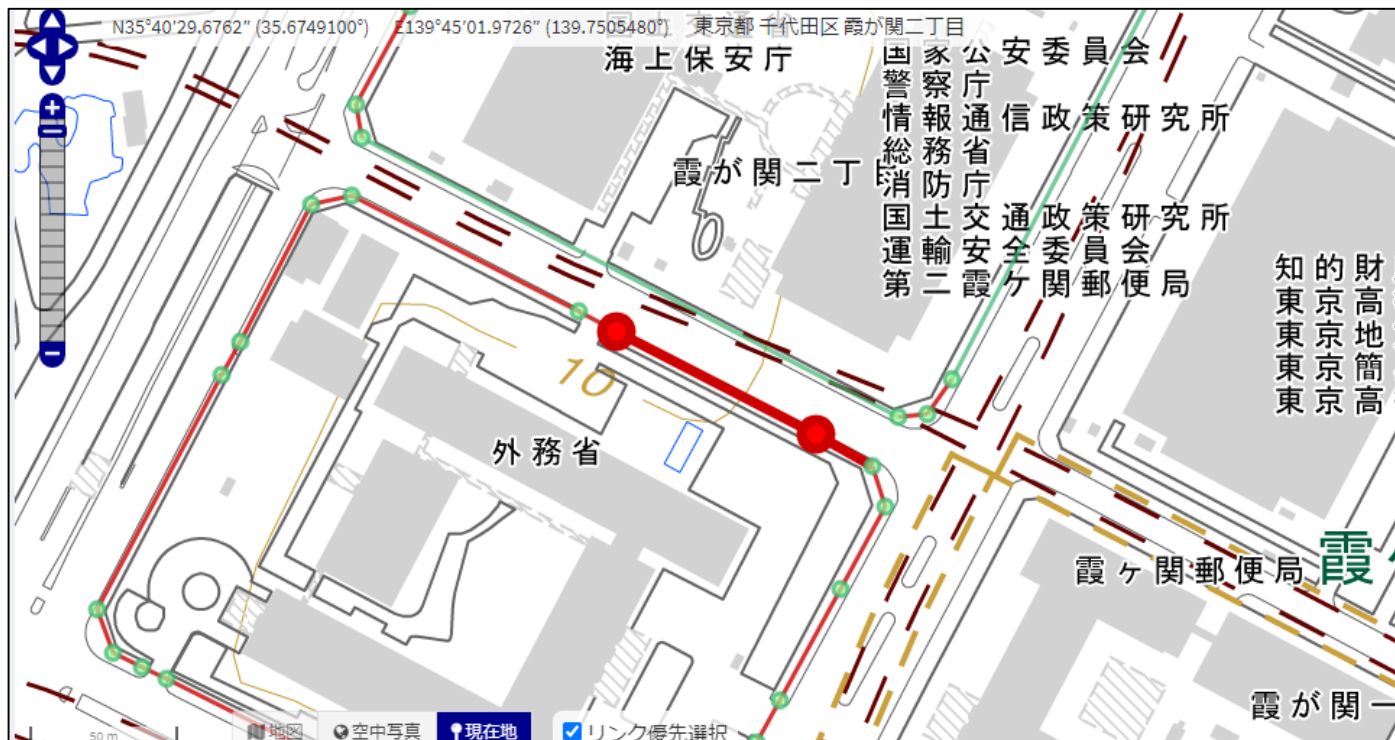 N35°40'29.6762" (35.6749100°) E139°45'01.9726" (139.7505480°) 東京都 千代田区 霞が関二丁目
国土交通省
海上保安庁
国家公安委員会
警察庁
情報通信政策研究所
総務省
消防庁
国土交通政策研究所
運輸安全委員会
第二霞ケ関郵便局
霞が関二丁目
知的財
東京高
東京地
東京簡
東京高
10
外務省
霞ヶ関郵便局
霞
霞が関一
50 m
地図
空中写真
現在地
リンク優先選択